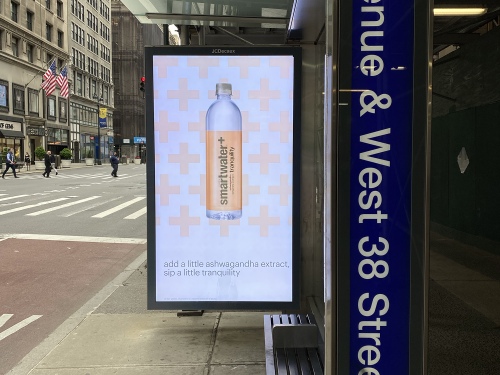 JCDecaux
smartwater+
tranquility
add a little ashwagandha extract,
sip a little tranquility
enue & West 38 Stree